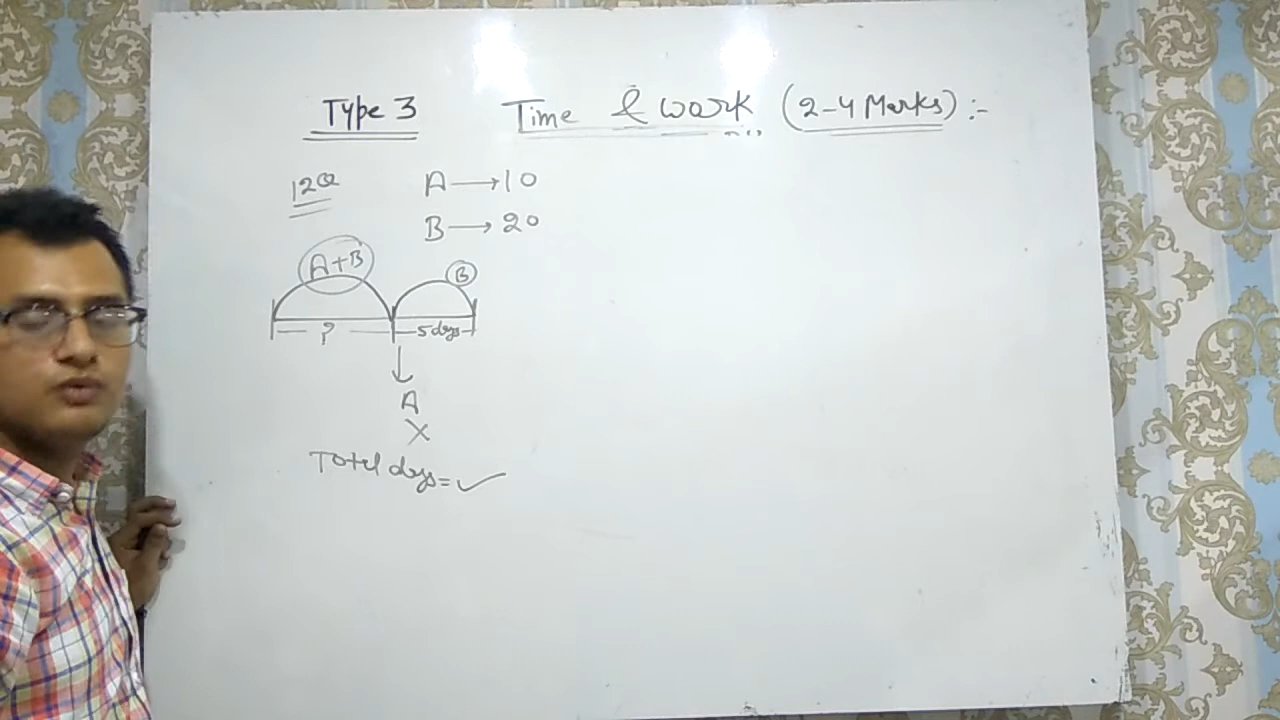 Type 3 Time & work (2-4 Marks) :-
12Q
A → 10
B → 20
A+B B
? 5 days
A
X
Total days = ✓